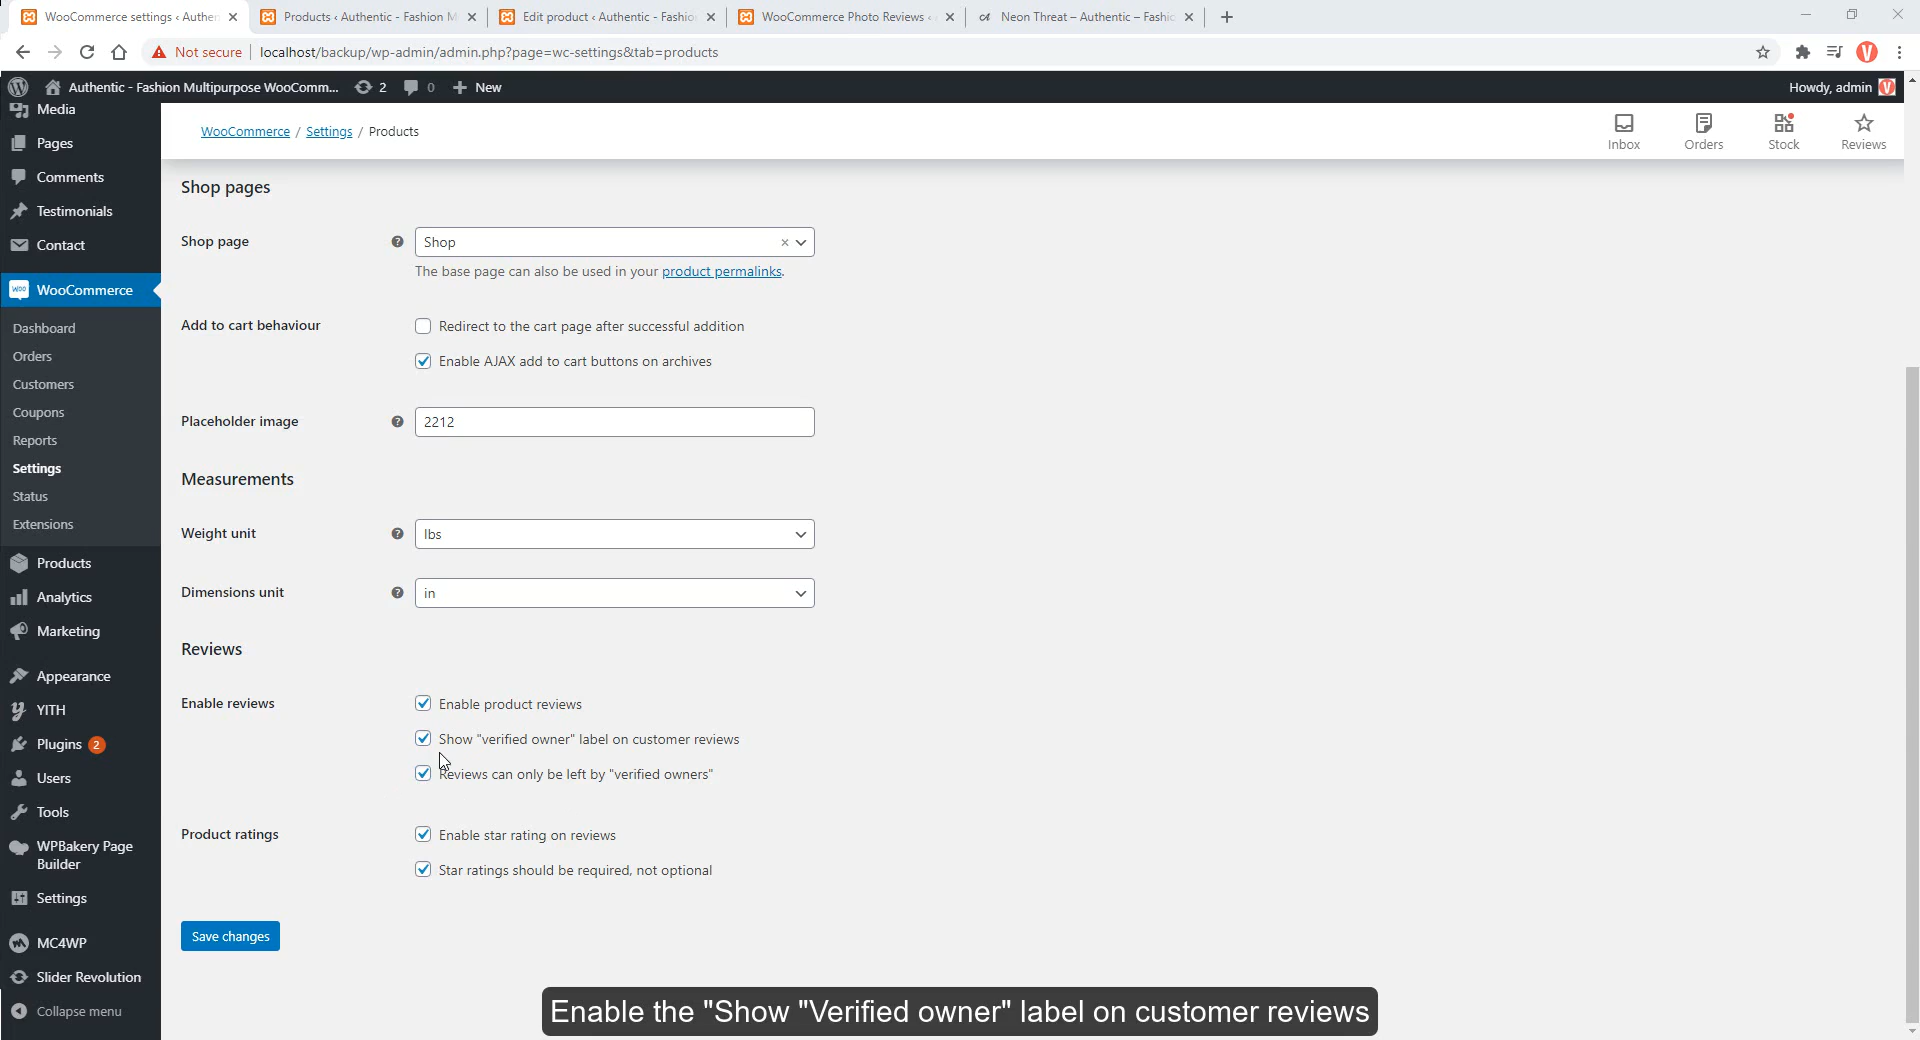 WooCommerce settings ‹ Authen
Products ‹ Authentic - Fashion M
Edit product ‹ Authentic - Fashio
WooCommerce Photo Reviews ‹
Neon Threat – Authentic – Fashi
Not secure
localhost/backup/wp-admin/admin.php?page=wc-settings&tab=products
Authentic - Fashion Multipurpose WooComm...
2
0
New
Howdy, admin
Media
Pages
Comments
Testimonials
Contact
WooCommerce
Dashboard
Orders
Customers
Coupons
Reports
Settings
Status
Extensions
Products
Analytics
Marketing
Appearance
YITH
Plugins 2
Users
Tools
WPBakery Page
Builder
Settings
MC4WP
Slider Revolution
Collapse menu
WooCommerce / Settings / Products
Inbox
Orders
Stock
Reviews
Shop pages
Shop page
Shop
The base page can also be used in your product permalinks.
Add to cart behaviour
Redirect to the cart page after successful addition
Enable AJAX add to cart buttons on archives
Placeholder image
2212
Measurements
Weight unit
lbs
Dimensions unit
in
Reviews
Enable reviews
Enable product reviews
Show "verified owner" label on customer reviews
Reviews can only be left by "verified owners"
Product ratings
Enable star rating on reviews
Star ratings should be required, not optional
Save changes
Enable the "Show "Verified owner" label on customer reviews